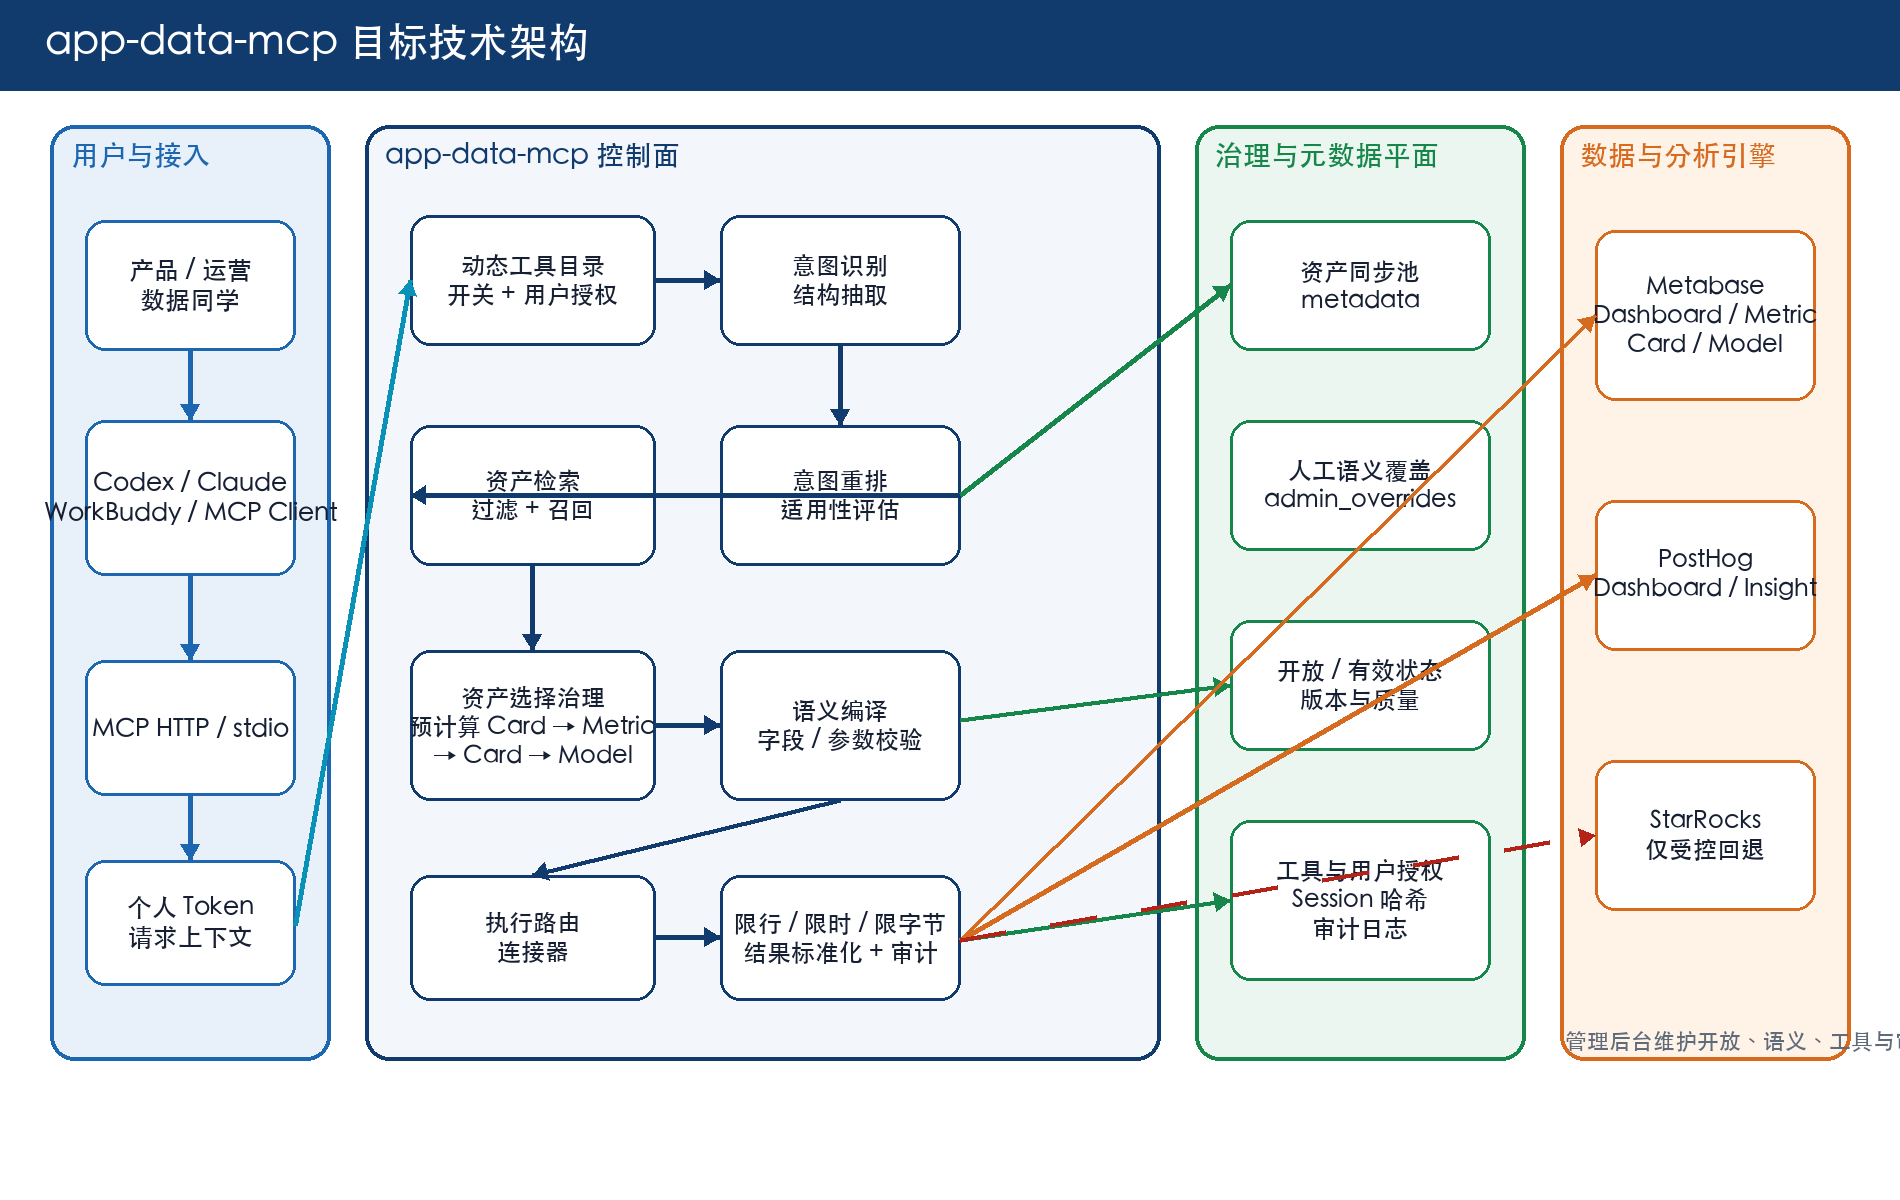 app-data-mcp 目标技术架构
用户与接入
产品 / 运营
数据同学
Codex / Claude
WorkBuddy / MCP Client
MCP HTTP / stdio
个人 Token
请求上下文
app-data-mcp 控制面
动态工具目录
开关 + 用户授权
意图识别
结构抽取
资产检索
过滤 + 召回
意图重排
适用性评估
资产选择治理
预计算 Card → Metric
→ Card → Model
语义编译
字段 / 参数校验
执行路由
连接器
限行 / 限时 / 限字节
结果标准化 + 审计
治理与元数据平面
资产同步池
metadata
人工语义覆盖
admin_overrides
开放 / 有效状态
版本与质量
工具与用户授权
Session 哈希
审计日志
数据与分析引擎
Metabase
Dashboard / Metric
Card / Model
PostHog
Dashboard / Insight
StarRocks
仅受控回退
管理后台维护开放、语义、工具与